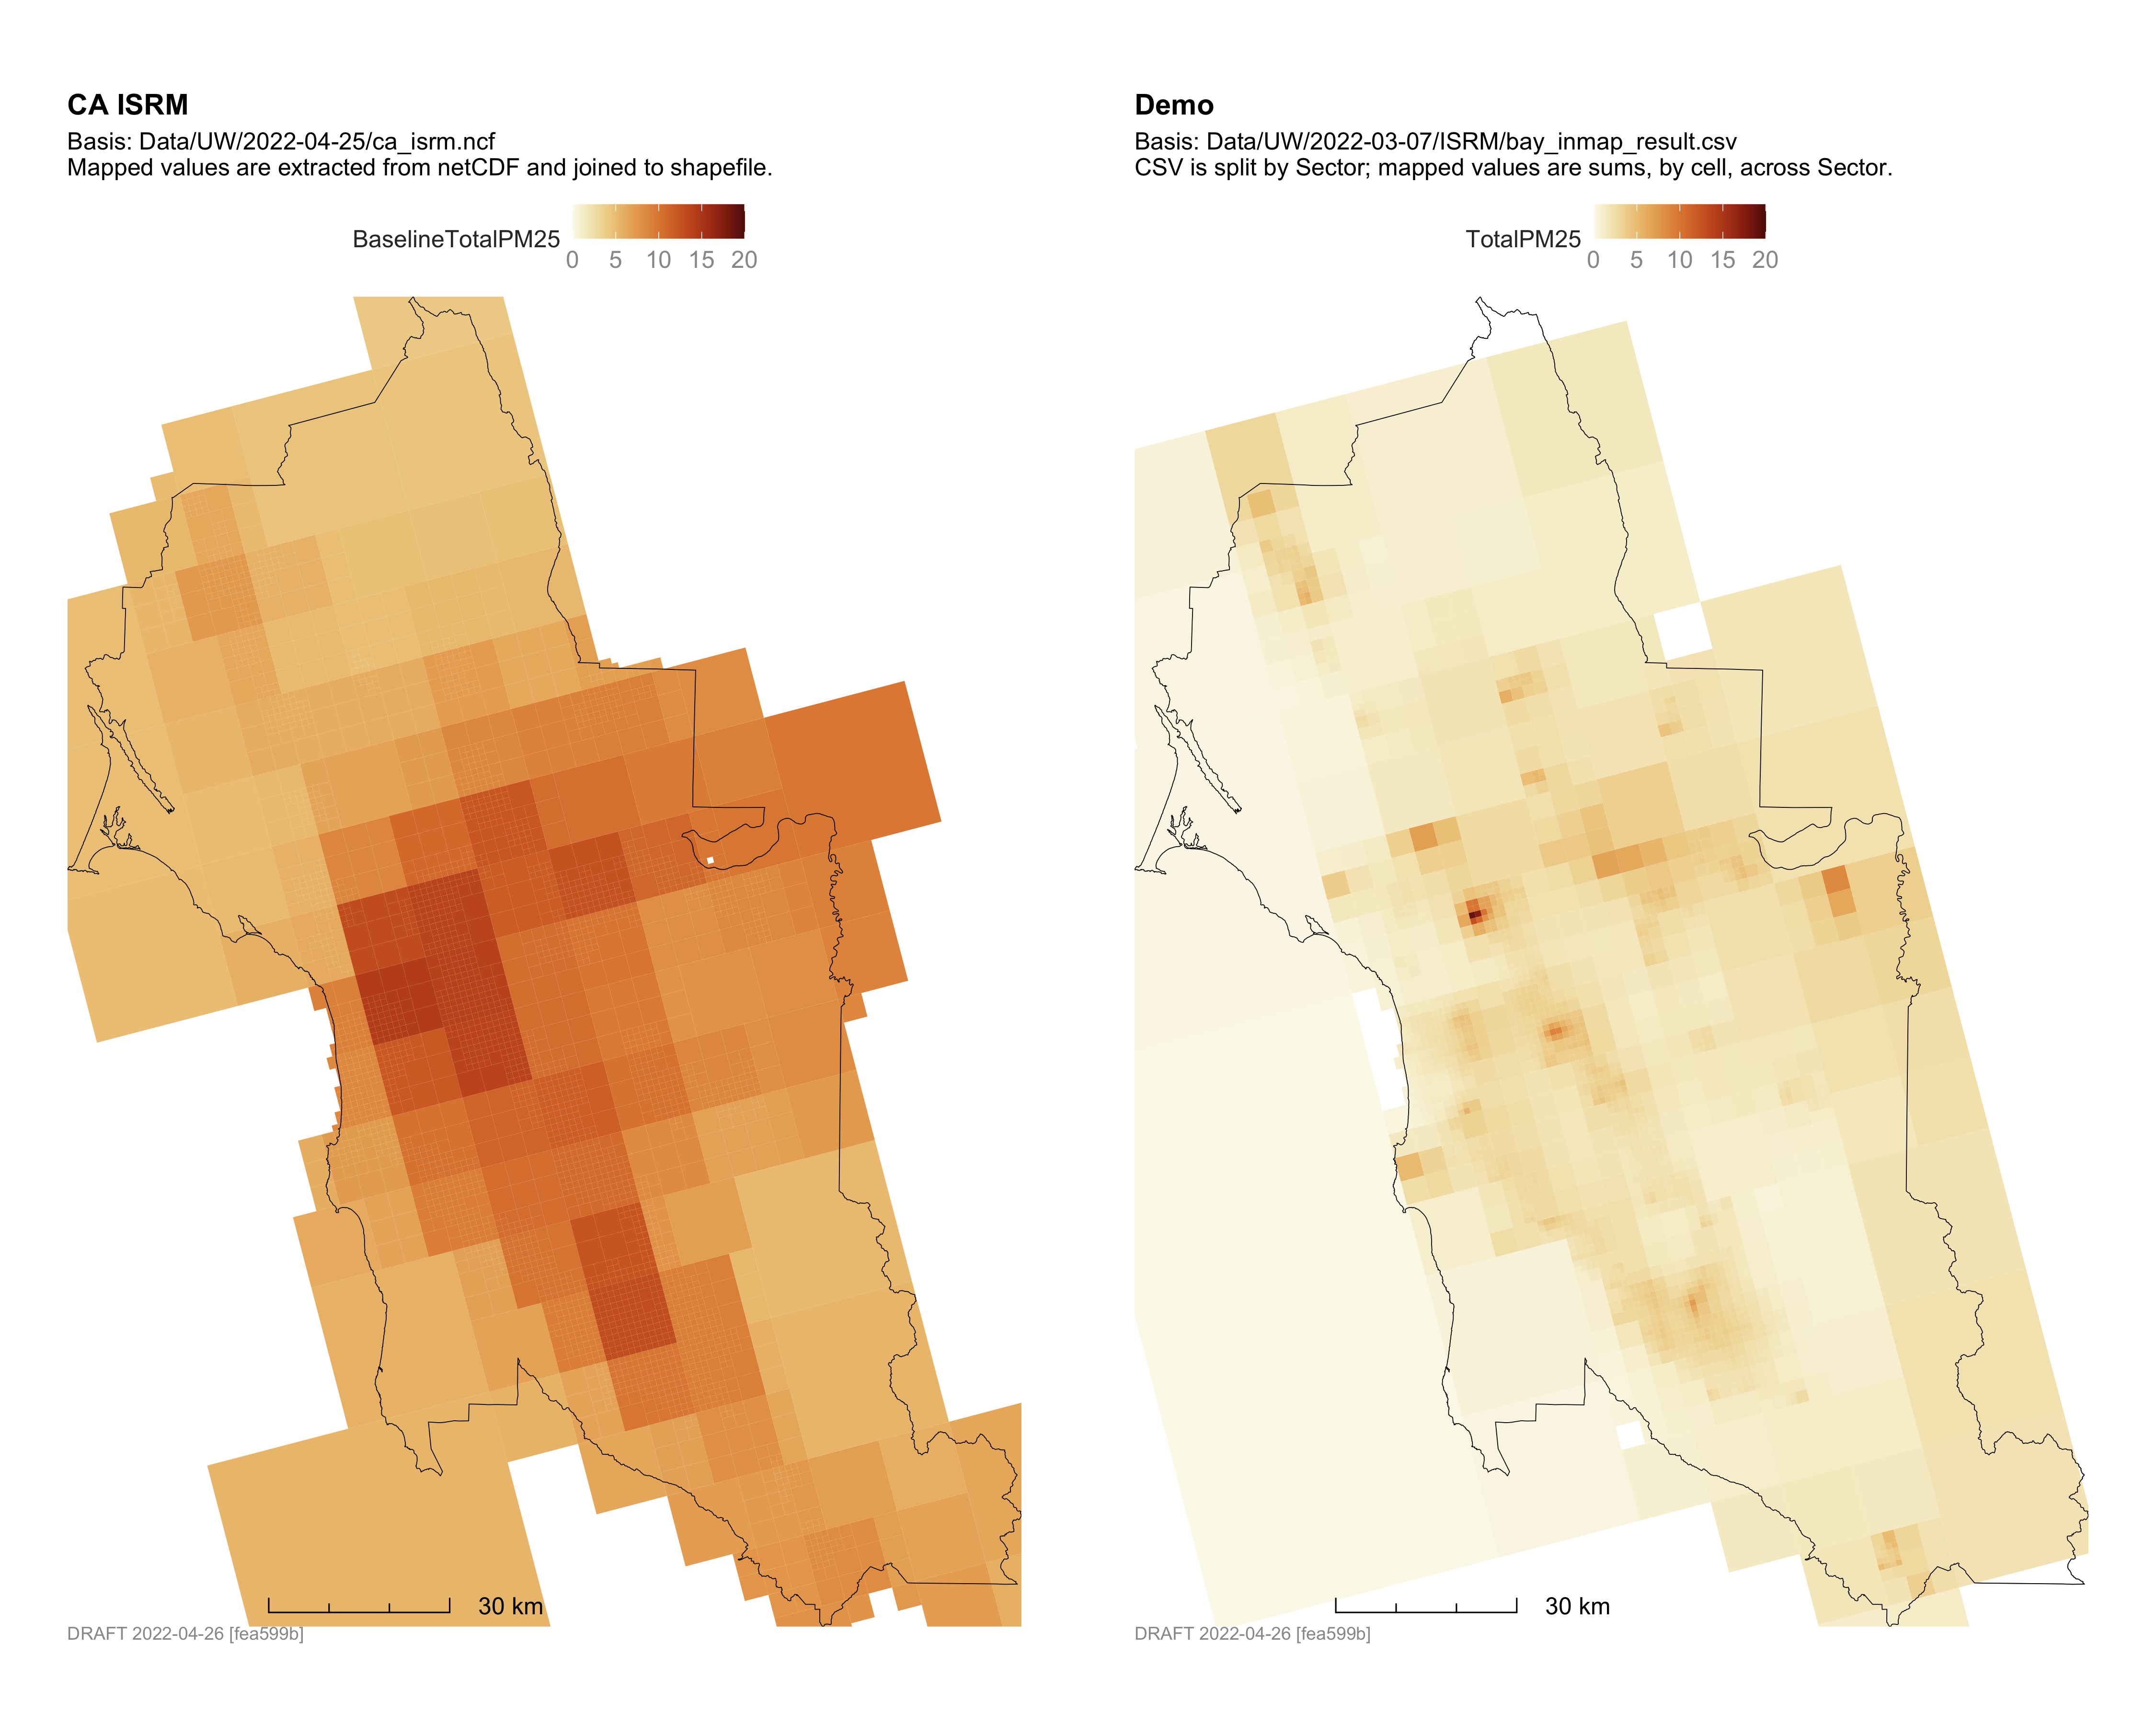 CA ISRM
Basis: Data/UW/2022-04-25/ca_isrm.ncf
Mapped values are extracted from netCDF and joined to shapefile.
BaselineTotalPM25
0 5 10 15 20
30 km
DRAFT 2022-04-26 [fea599b]
Demo
Basis: Data/UW/2022-03-07/ISRM/bay_inmap_result.csv
CSV is split by Sector; mapped values are sums, by cell, across Sector.
TotalPM25
0 5 10 15 20
30 km
DRAFT 2022-04-26 [fea599b]